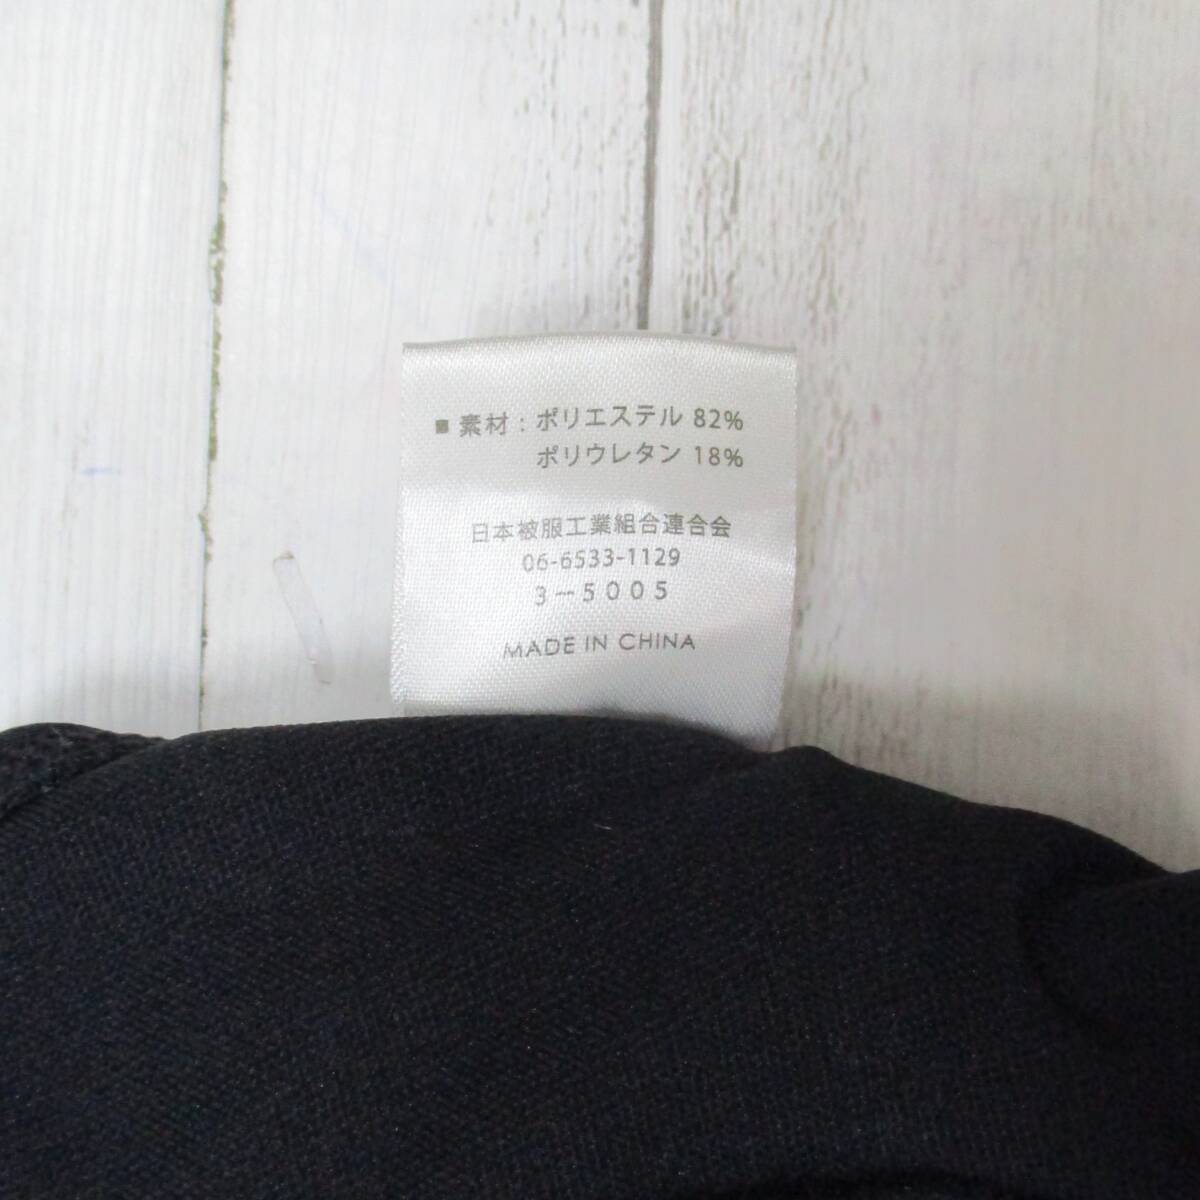 ■ 素材 : ポリエステル 82%
ポリウレタン 18%
日本被服工業組合連合会
06-6533-1129
3－5005
MADE IN CHINA